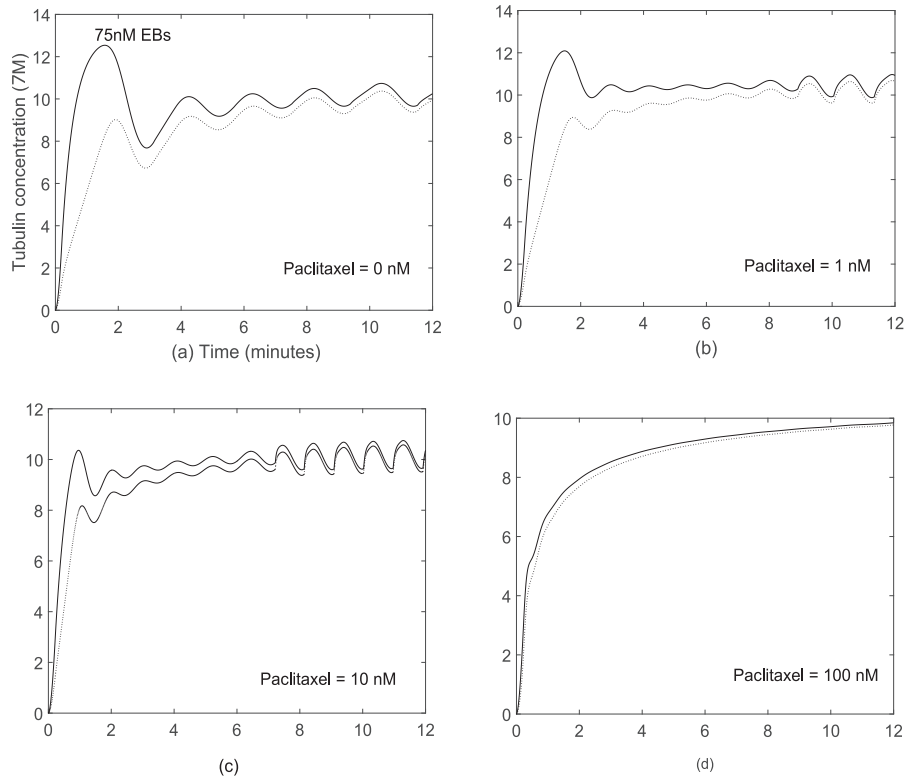 14
12
10
8
6
4
2
0
Tubulin concentration (7M)
75nM EBs
Paclitaxel = 0 nM
0 2 4 6 8 10 12
(a) Time (minutes)
14
12
10
8
6
4
2
0
Paclitaxel = 1 nM
0 2 4 6 8 10 12
(b)
12
10
8
6
4
2
0
Paclitaxel = 10 nM
0 2 4 6 8 10 12
(c)
10
8
6
4
2
0
Paclitaxel = 100 nM
0 2 4 6 8 10 12
(d)